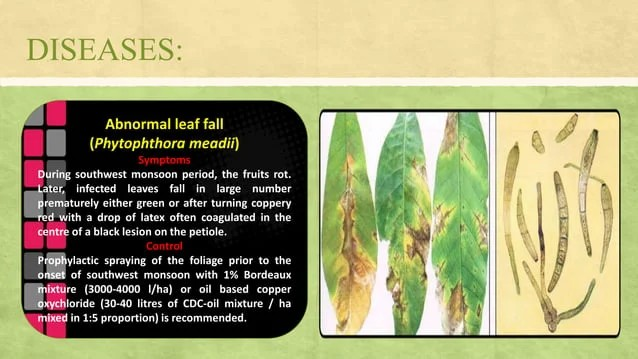 DISEASES:
Abnormal leaf fall
(Phytophthora meadii)
Symptoms
During southwest monsoon period, the fruits rot.
Later, infected leaves fall in large number
prematurely either green or after turning coppery
red with a drop of latex often coagulated in the
centre of a black lesion on the petiole.
Control
Prophylactic spraying of the foliage prior to the
onset of southwest monsoon with 1% Bordeaux
mixture (3000-4000 l/ha) or oil based copper
oxychloride (30-40 litres of CDC-oil mixture / ha
mixed in 1:5 proportion) is recommended.